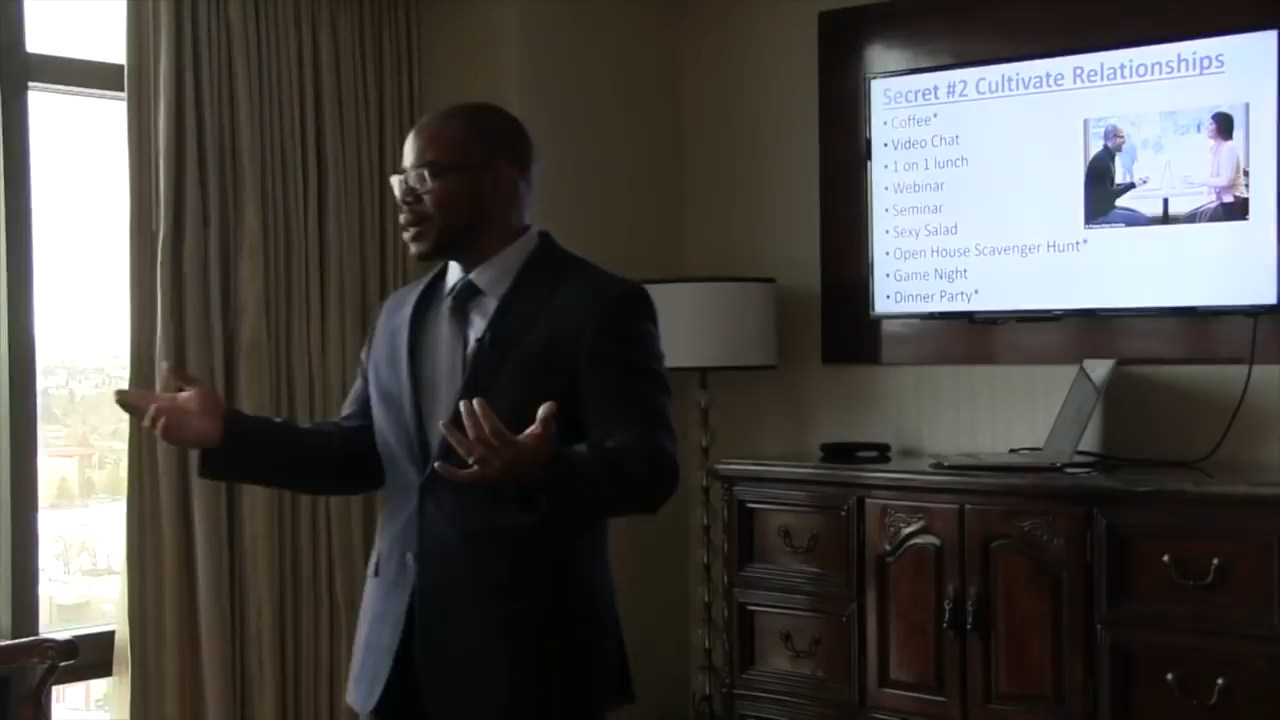 Secret #2 Cultivate Relationships
• Coffee*
• Video Chat
• 1 on 1 lunch
• Webinar
• Seminar
• Sexy Salad
• Open House Scavenger Hunt*
• Game Night
• Dinner Party*